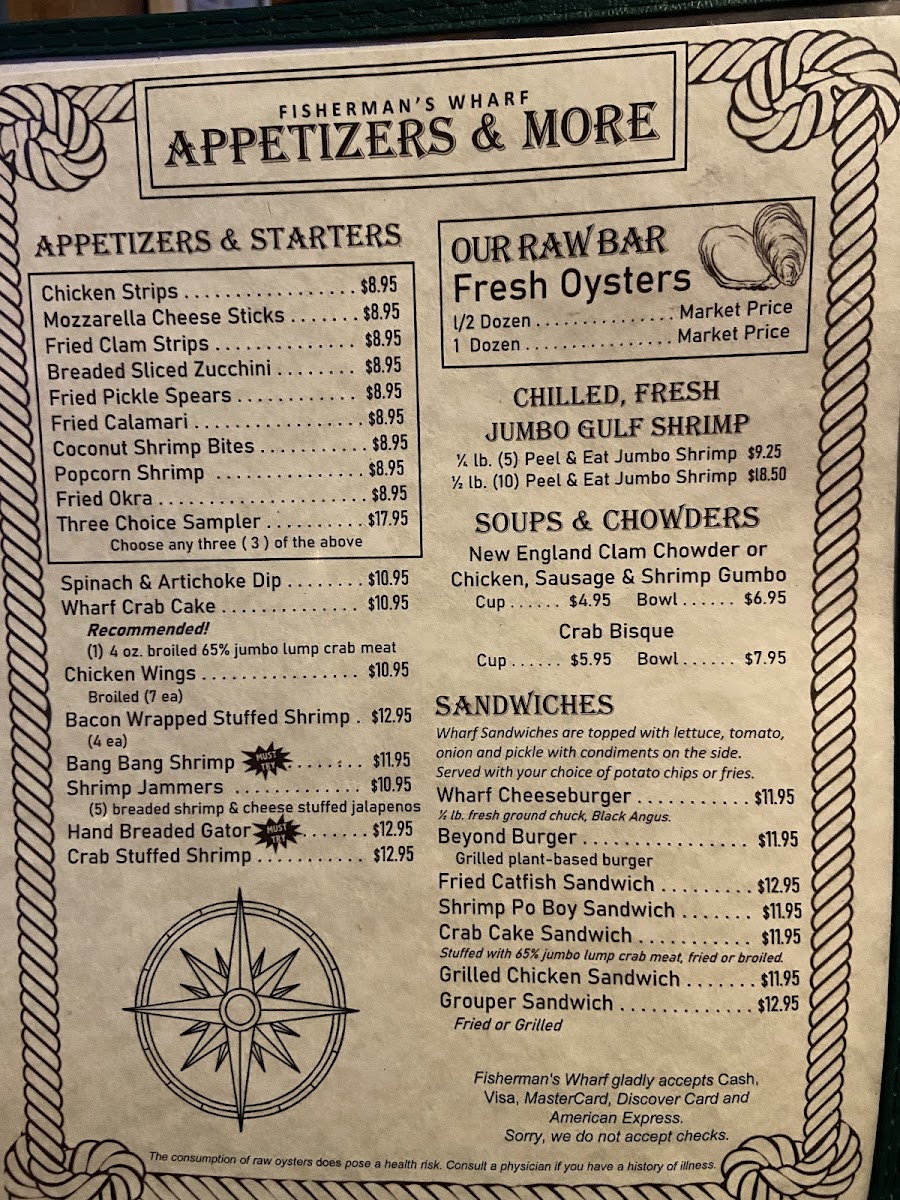 FISHERMAN'S WHARF
APPETIZERS & MORE
APPETIZERS & STARTERS
Chicken Strips ................. $8.95
Mozzarella Cheese Sticks ....... $8.95
Fried Clam Strips .............. $8.95
Breaded Sliced Zucchini ........ $8.95
Fried Pickle Spears ............ $8.95
Fried Calamari ................. $8.95
Coconut Shrimp Bites ........... $8.95
Popcorn Shrimp ............... $8.95
Fried Okra ..................... $8.95
Three Choice Sampler .......... $17.95
Choose any three ( 3 ) of the above
Spinach & Artichoke Dip ........ $10.95
Wharf Crab Cake .............. $10.95
Recommended!
(1) 4 oz. broiled 65% jumbo lump crab meat
Chicken Wings ................ $10.95
Broiled (7 ea)
Bacon Wrapped Stuffed Shrimp . $12.95
(4 ea)
Bang Bang Shrimp MUST TRY ....... $11.95
Shrimp Jammers ............. $10.95
(5) breaded shrimp & cheese stuffed jalapenos
Hand Breaded Gator MUST TRY ....... $12.95
Crab Stuffed Shrimp ........... $12.95
OUR RAW BAR
Fresh Oysters
1/2 Dozen ............... Market Price
1 Dozen ................ Market Price
CHILLED, FRESH
JUMBO GULF SHRIMP
¼ lb. (5) Peel & Eat Jumbo Shrimp $9.25
½ lb. (10) Peel & Eat Jumbo Shrimp $18.50
SOUPS & CHOWDERS
New England Clam Chowder or
Chicken, Sausage & Shrimp Gumbo
Cup ...... $4.95 Bowl ...... $6.95
Crab Bisque
Cup ...... $5.95 Bowl ...... $7.95
SANDWICHES
Wharf Sandwiches are topped with lettuce, tomato,
onion and pickle with condiments on the side.
Served with your choice of potato chips or fries.
Wharf Cheeseburger ........... $11.95
½ lb. fresh ground chuck, Black Angus.
Beyond Burger ................ $11.95
Grilled plant-based burger
Fried Catfish Sandwich ......... $12.95
Shrimp Po Boy Sandwich ....... $11.95
Crab Cake Sandwich ........... $11.95
Stuffed with 65% jumbo lump crab meat, fried or broiled.
Grilled Chicken Sandwich ....... $11.95
Grouper Sandwich ............. $12.95
Fried or Grilled
Fisherman's Wharf gladly accepts Cash,
Visa, MasterCard, Discover Card and
American Express.
Sorry, we do not accept checks.
The consumption of raw oysters does pose a health risk. Consult a physician if you have a history of illness.